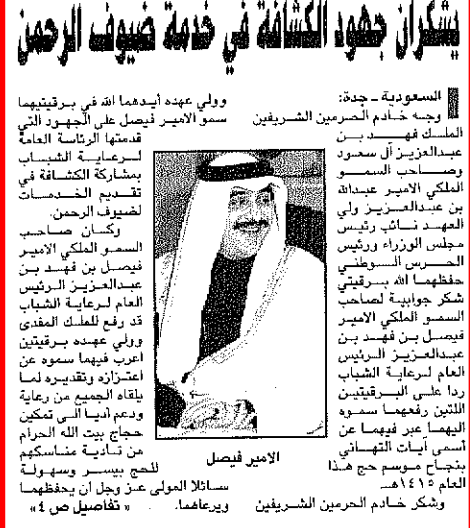 يشكران جهود الكشافة في خدمة ضيوف الرحمن
السعودية - جدة:
وجه خادم الحرمين الشريفين
الملك فهد بن
عبدالعزيز آل سعود
وصاحب السمو
الملكي الامير عبدالله
بن عبدالعزيز ولي
العهد نائب رئيس
مجلس الوزراء ورئيس
الحرس الوطني
حفظهما الله برقيتي
شكر جوابية لصاحب
السمو الملكي الامير
فيصل بن فهد بن
عبدالعزيز الرئيس
العام لرعاية الشباب
ردا على البرقيتين
اللتين رفعهما سموه
اليهما عبر فيهما عن
أسمى آيات التهاني
بنجاح موسم حج هذا
العام ١٤١٥هـ.
وشكر خادم الحرمين الشريفين
وولي عهده أيدهما الله في برقيتيهما
سمو الامير فيصل على الجهود التي
قدمتها الرئاسة العامة
لرعاية الشباب
بمشاركة الكشافة في
تقديم الخدمات
لضيوف الرحمن.
وكان صاحب
السمو الملكي الامير
فيصل بن فهد بن
عبدالعزيز الرئيس
العام لرعاية الشباب
قد رفع للملك المفدى
وولي عهده برقيتين
اعرب فيهما سموه عن
اعتزازه وتقديره لما
يلقاه الجميع من رعاية
ودعم أديا الى تمكين
حجاج بيت الله الحرام
من تادية مناسكهم
للحج بيسر وسهولة
سائلا المولى عز وجل ان يحفظهما
ويرعاهما. « تفاصيل ص ٤»
الامير فيصل